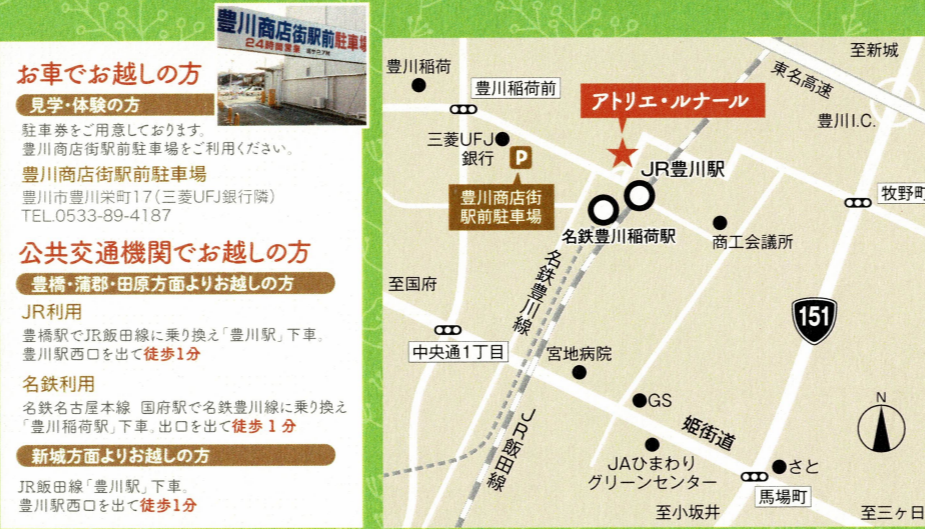 豊川商店街駅前駐車場
24時間営業
お車でお越しの方
見学・体験の方
駐車券をご用意しております。
豊川商店街駅前駐車場をご利用ください。
豊川商店街駅前駐車場
豊川市豊川栄町17(三菱UFJ銀行隣)
TEL.0533-89-4187
公共交通機関でお越しの方
豊橋・蒲郡・田原方面よりお越しの方
JR利用
豊橋駅でJR飯田線に乗り換え「豊川駅」下車。
豊川駅西口を出て徒歩1分
名鉄利用
名鉄名古屋本線 国府駅で名鉄豊川線に乗り換え
「豊川稲荷駅」下車。出口を出て徒歩1分
新城方面よりお越しの方
JR飯田線「豊川駅」下車。
豊川駅西口を出て徒歩1分
至新城
東名高速
豊川I.C.
豊川稲荷
豊川稲荷前
アトリエ・ルナール
三菱UFJ
銀行
P
豊川商店街
駅前駐車場
JR豊川駅
名鉄豊川稲荷駅
商工会議所
牧野町
至国府
名鉄豊川線
151
中央通1丁目
宮地病院
GS
姫街道
N
JR飯田線
JAひまわり
グリーンセンター
さと
馬場町
至小坂井
至三ヶ日